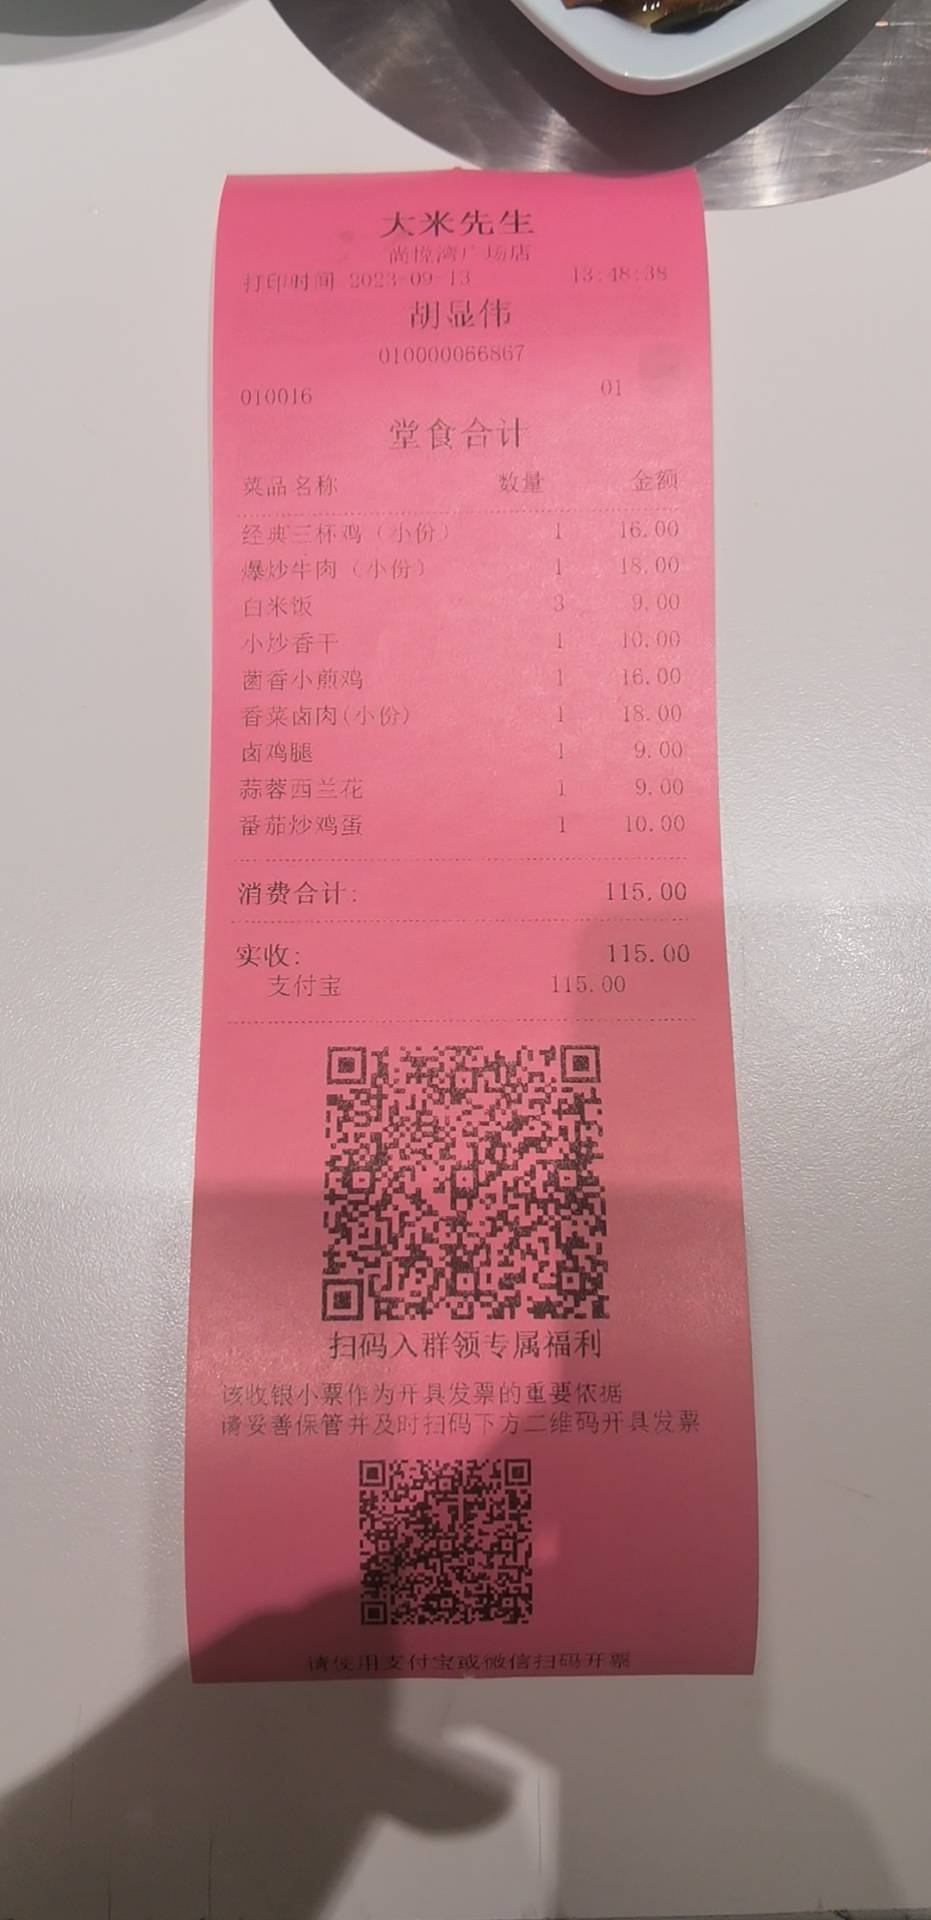 大米先生
尚悦湾广场店
打印时间 2023-09-13 13:48:38
胡显伟
010000066867
010016 01
堂食合计
菜品名称 数量 金额
经典三杯鸡（小份） 1 16.00
爆炒牛肉（小份） 1 18.00
白米饭 3 9.00
小炒香干 1 10.00
菌香小煎鸡 1 16.00
香菜卤肉(小份) 1 18.00
卤鸡腿 1 9.00
蒜蓉西兰花 1 9.00
番茄炒鸡蛋 1 10.00
消费合计: 115.00
实收: 115.00
支付宝 115.00
扫码入群领专属福利
该收银小票作为开具发票的重要依据
请妥善保管并及时扫码下方二维码开具发票
请使用支付宝或微信扫码开票